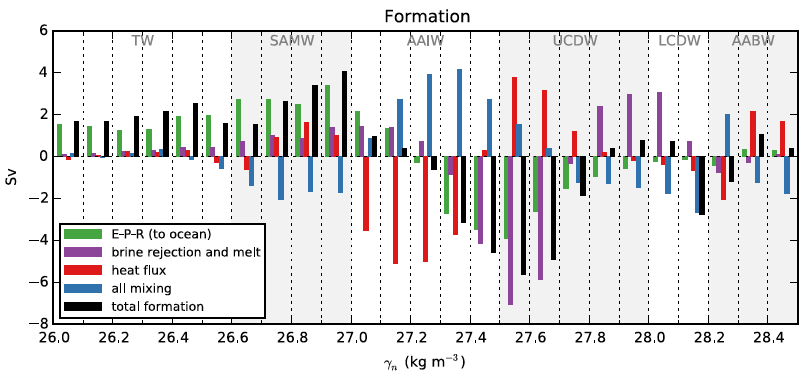 Formation
TW SAMW AAIW UCDW LCDW AABW
6
4
2
0
−2
−4
−6
−8
Sv
E-P-R (to ocean)
brine rejection and melt
heat flux
all mixing
total formation
26.0 26.2 26.4 26.6 26.8 27.0 27.2 27.4 27.6 27.8 28.0 28.2 28.4
γn (kg m−3)